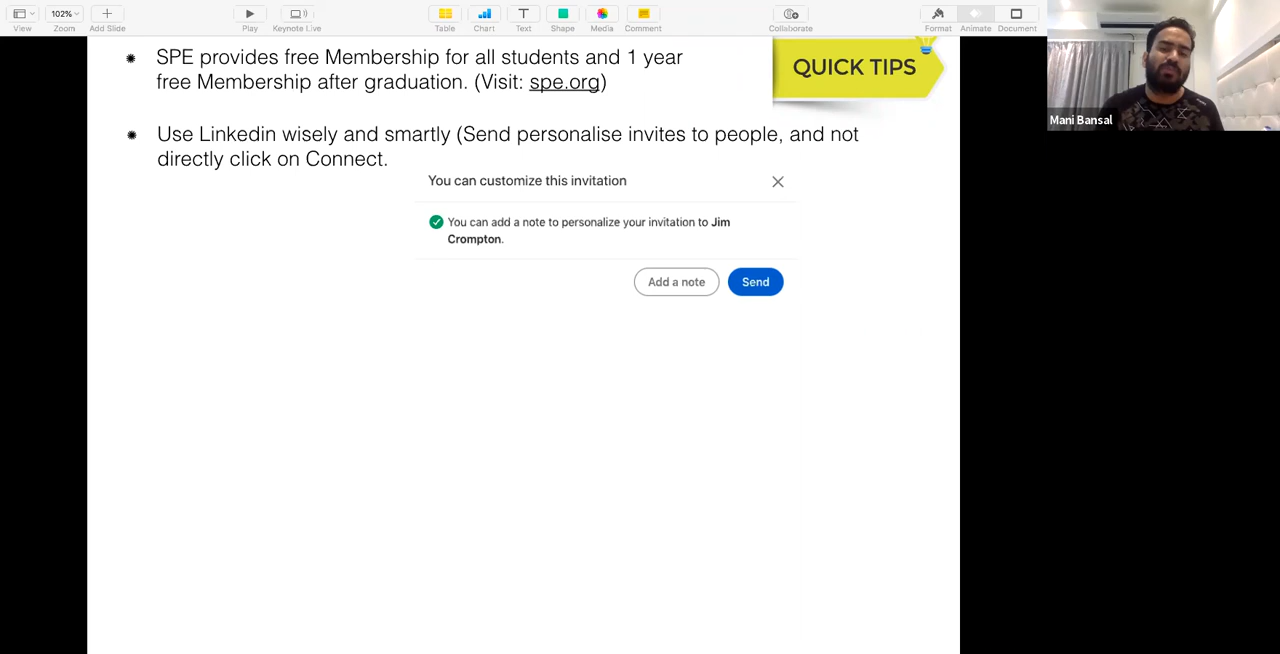 102%
View
Zoom
Add Slide
Play
Keynote Live
Table
Chart
Text
Shape
Media
Comment
Collaborate
Format
Animate
Document
SPE provides free Membership for all students and 1 year
free Membership after graduation. (Visit: spe.org)
QUICK TIPS
Use Linkedin wisely and smartly (Send personalise invites to people, and not
directly click on Connect.
You can customize this invitation
You can add a note to personalize your invitation to Jim
Crompton.
Add a note
Send
Mani Bansal